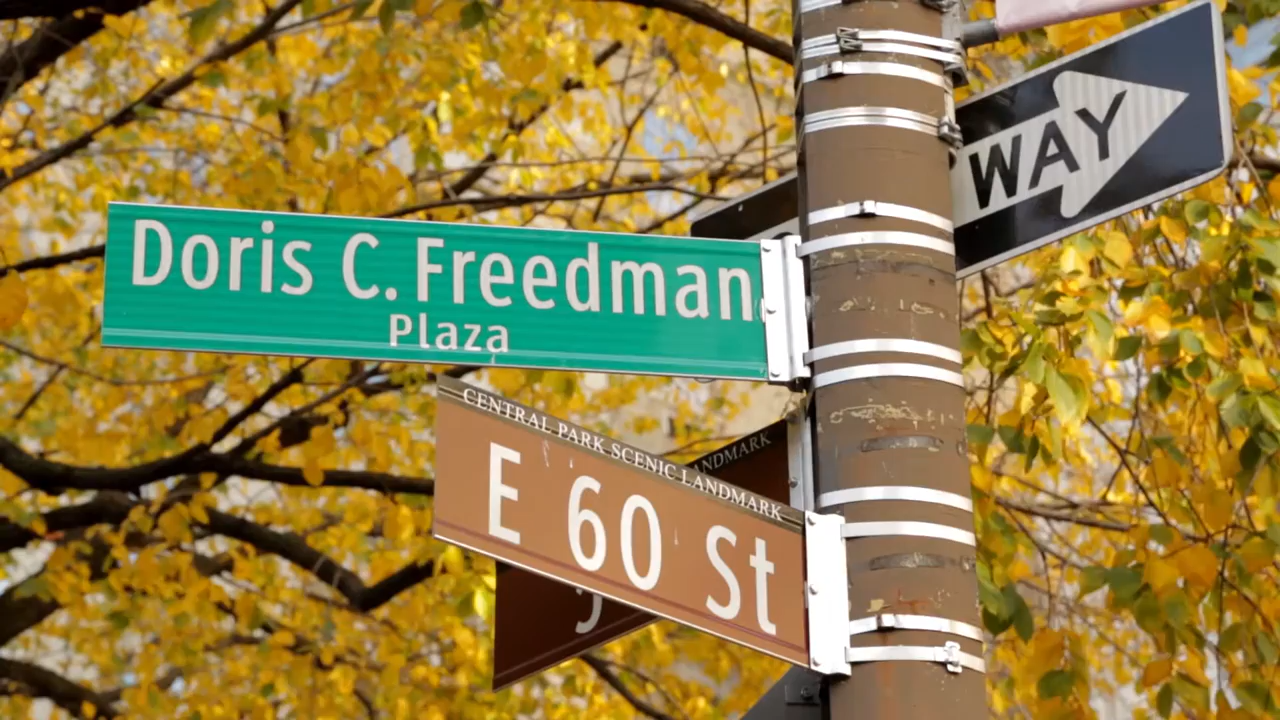 Doris C. Freedman
Plaza
WAY
CENTRAL PARK SCENIC LANDMARK
E 60 St
LANDMARK